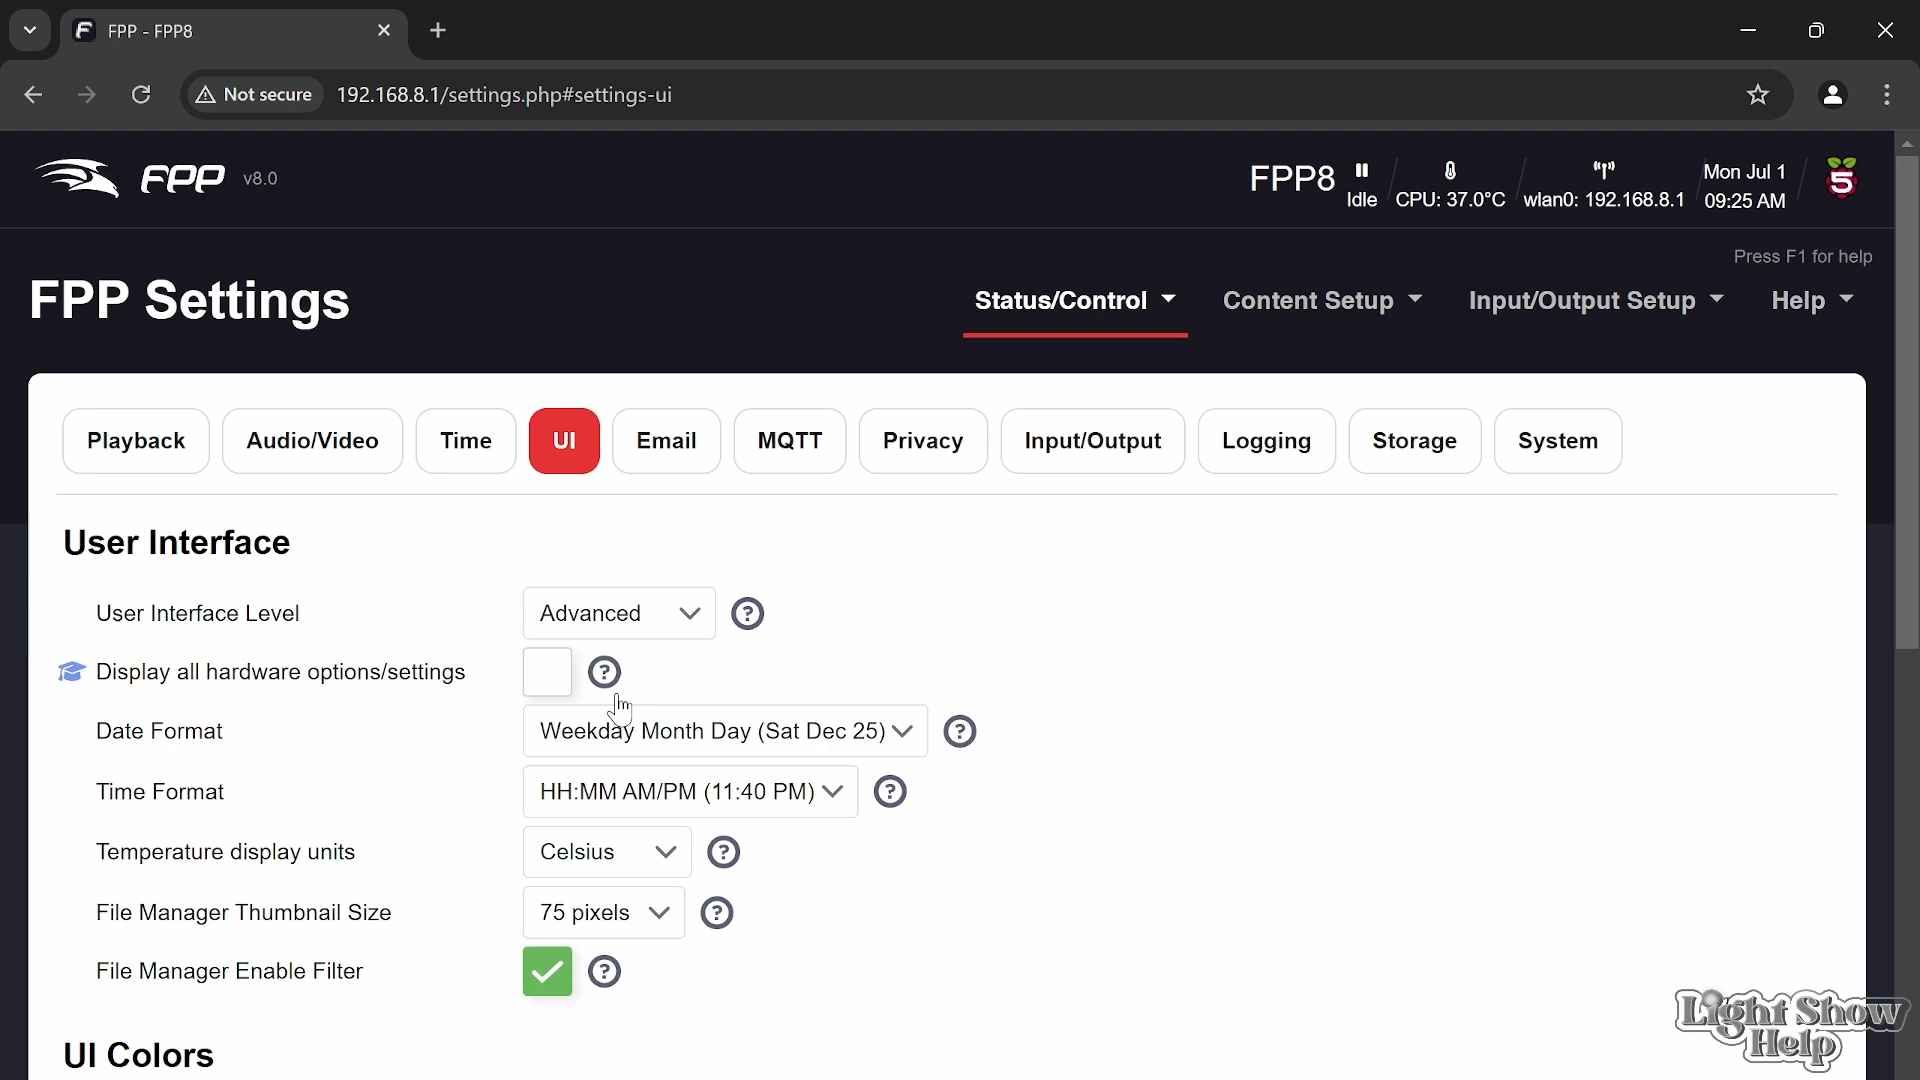 FPP - FPP8
Not secure 192.168.8.1/settings.php#settings-ui
FPP v8.0
FPP8 Idle CPU: 37.0°C wlan0: 192.168.8.1 Mon Jul 1 09:25 AM 5
Press F1 for help
FPP Settings
Status/Control Content Setup Input/Output Setup Help
Playback Audio/Video Time UI Email MQTT Privacy Input/Output Logging Storage System
User Interface
User Interface Level Advanced ?
Display all hardware options/settings ?
Date Format Weekday Month Day (Sat Dec 25) ?
Time Format HH:MM AM/PM (11:40 PM) ?
Temperature display units Celsius ?
File Manager Thumbnail Size 75 pixels ?
File Manager Enable Filter ?
UI Colors
Light Show
Help